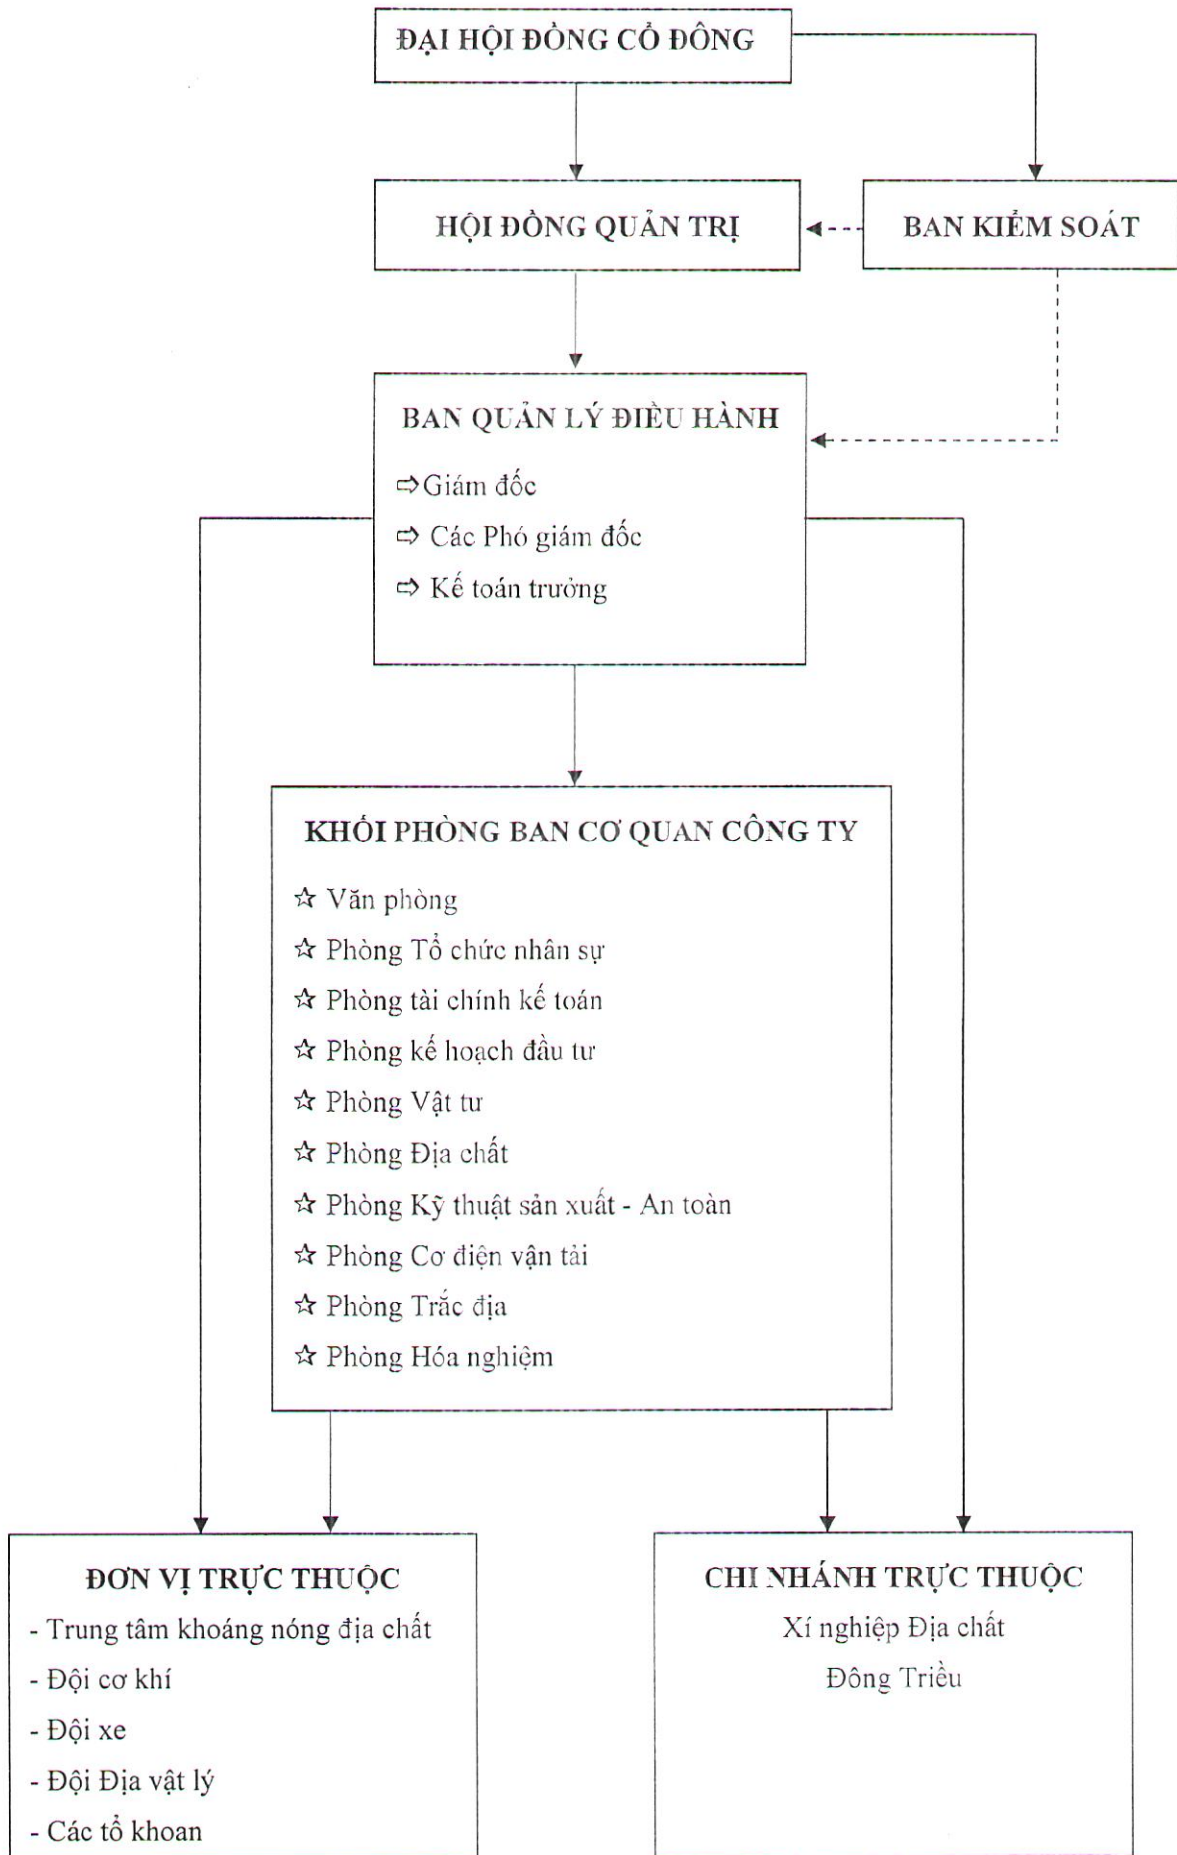 ĐẠI HỘI ĐỒNG CỔ ĐÔNG
HỘI ĐỒNG QUẢN TRỊ
BAN KIỂM SOÁT
BAN QUẢN LÝ ĐIỀU HÀNH
⇨Giám đốc
⇨ Các Phó giám đốc
⇨ Kế toán trưởng
KHỐI PHÒNG BAN CƠ QUAN CÔNG TY
☆ Văn phòng
☆ Phòng Tổ chức nhân sự
☆ Phòng tài chính kế toán
☆ Phòng kế hoạch đầu tư
☆ Phòng Vật tư
☆ Phòng Địa chất
☆ Phòng Kỹ thuật sản xuất - An toàn
☆ Phòng Cơ điện vận tải
☆ Phòng Trắc địa
☆ Phòng Hóa nghiệm
ĐƠN VỊ TRỰC THUỘC
- Trung tâm khoáng nóng địa chất
- Đội cơ khí
- Đội xe
- Đội Địa vật lý
- Các tổ khoan
CHI NHÁNH TRỰC THUỘC
Xí nghiệp Địa chất
Đông Triều